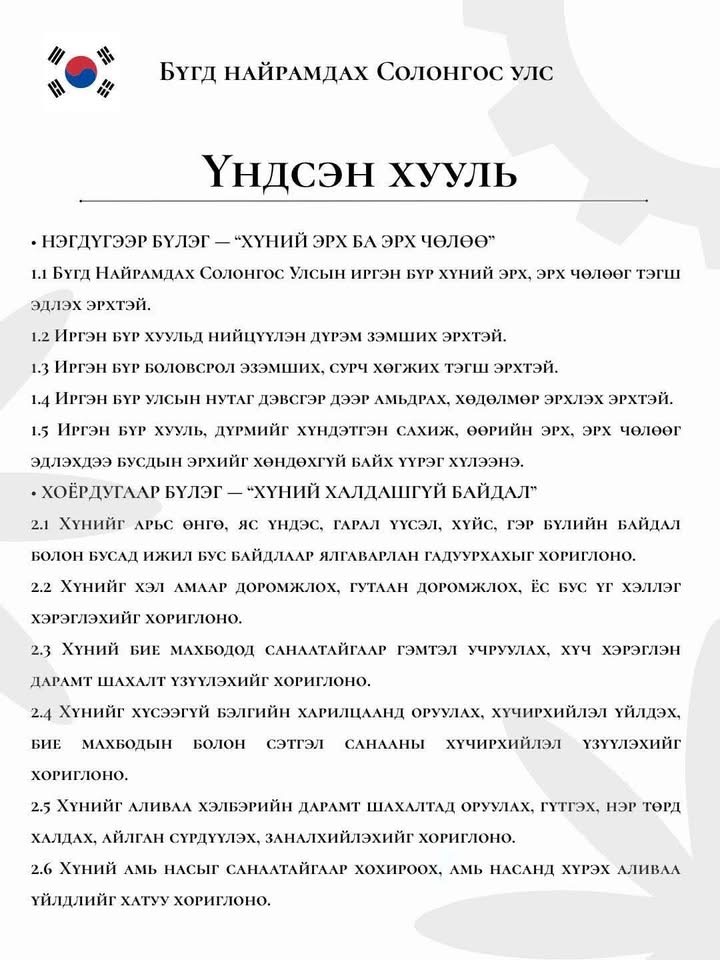 Бүгд найрамдах Солонгос улс
Үндсэн хууль
• НЭГДҮГЭЭР БҮЛЭГ — “ХҮНИЙ ЭРХ БА ЭРХ ЧӨЛӨӨ”
1.1 Бүгд Найрамдах Солонгос Улсын иргэн бүр хүний эрх, эрх чөлөөг тэгш
эдлэх эрхтэй.
1.2 Иргэн бүр хуульд нийцүүлэн дүрэм зэмших эрхтэй.
1.3 Иргэн бүр боловсрол эзэмших, сурч хөгжих тэгш эрхтэй.
1.4 Иргэн бүр улсын нутаг дэвсгэр дээр амьдрах, хөдөлмөр эрхлэх эрхтэй.
1.5 Иргэн бүр хууль, дүрмийг хүндэтгэн сахиж, өөрийн эрх, эрх чөлөөг
эдлэхдээ бусдын эрхийг хөндөхгүй байх үүрэг хүлээнэ.
• ХОЁРДУГААР БҮЛЭГ — “ХҮНИЙ ХАЛДАШГҮЙ БАЙДАЛ”
2.1 Хүнийг арьс өнгө, яс үндэс, гарал үүсэл, хүйс, гэр бүлийн байдал
болон бусад ижил бус байдлаар ялгаварлан гадуурхахыг хориглоно.
2.2 Хүнийг хэл амаар доромжлох, гутаан доромжлох, ёс бус үг хэллэг
хэрэглэхийг хориглоно.
2.3 Хүний бие махбодод санаатайгаар гэмтэл учруулах, хүч хэрэглэн
дарамт шахалт үзүүлэхийг хориглоно.
2.4 Хүнийг хүсээгүй бэлгийн харилцаанд оруулах, хүчирхийлэл үйлдэх,
бие махбодын болон сэтгэл санааны хүчирхийлэл үзүүлэхийг
хориглоно.
2.5 Хүнийг аливаа хэлбэрийн дарамт шахалтад оруулах, гүтгэх, нэр төрд
халдах, айлган сүрдүүлэх, заналхийлэхийг хориглоно.
2.6 Хүний амь насыг санаатайгаар хохироох, амь насанд хүрэх аливаа
үйлдлийг хатуу хориглоно.